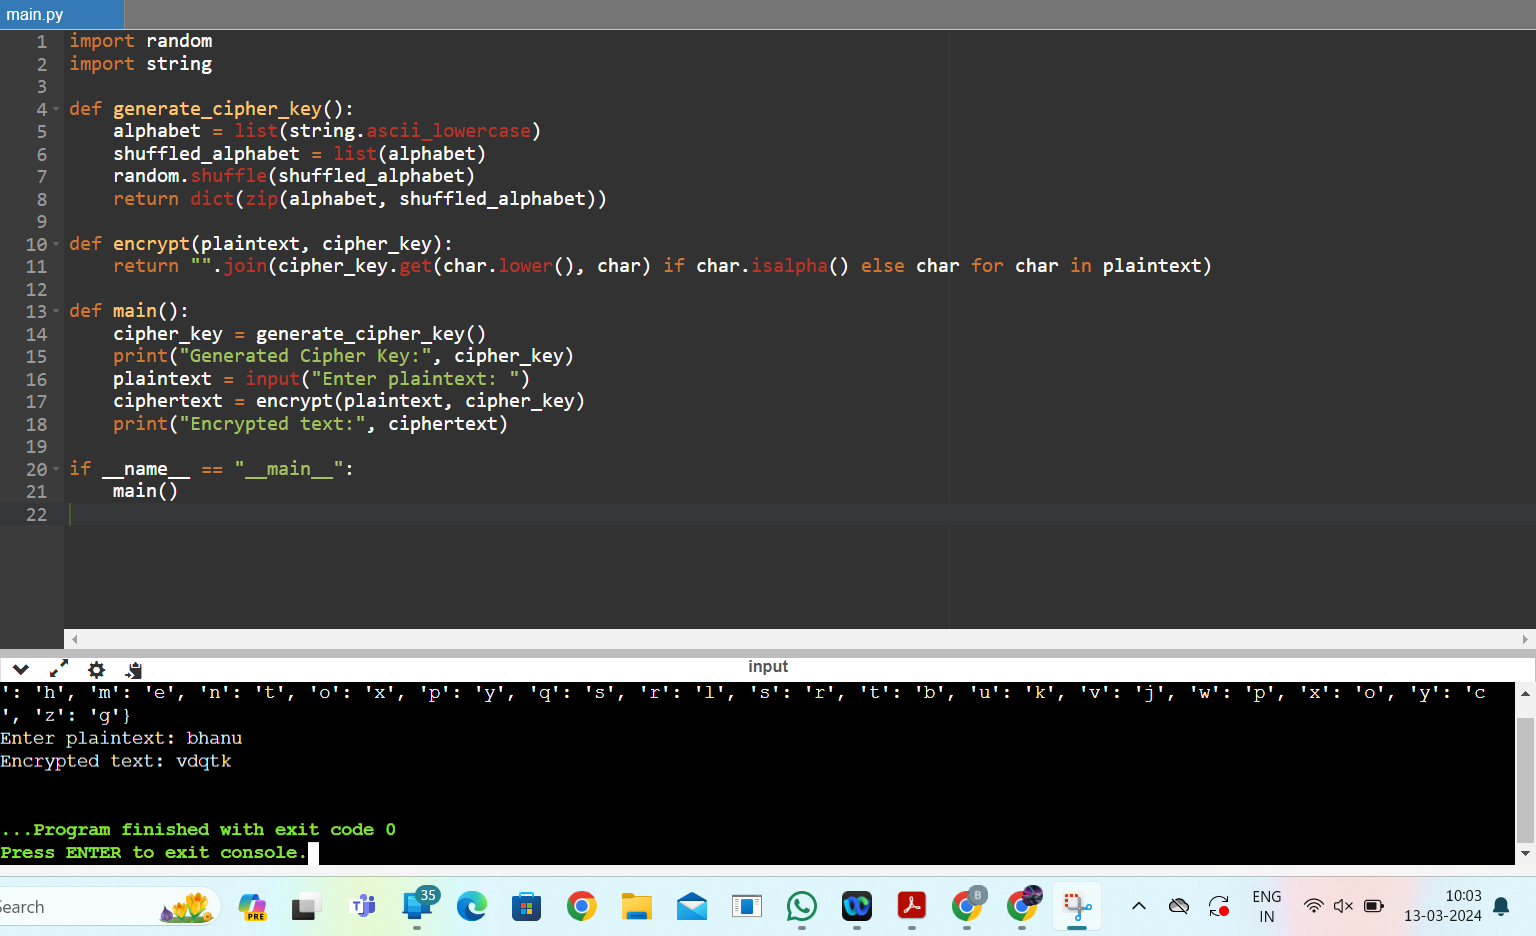 main.py
1 import random
2 import string
3
4 def generate_cipher_key():
5     alphabet = list(string.ascii_lowercase)
6     shuffled_alphabet = list(alphabet)
7     random.shuffle(shuffled_alphabet)
8     return dict(zip(alphabet, shuffled_alphabet))
9
10 def encrypt(plaintext, cipher_key):
11     return "".join(cipher_key.get(char.lower(), char) if char.isalpha() else char for char in plaintext)
12
13 def main():
14     cipher_key = generate_cipher_key()
15     print("Generated Cipher Key:", cipher_key)
16     plaintext = input("Enter plaintext: ")
17     ciphertext = encrypt(plaintext, cipher_key)
18     print("Encrypted text:", ciphertext)
19
20 if __name__ == "__main__":
21     main()
22
input
': 'h', 'm': 'e', 'n': 't', 'o': 'x', 'p': 'y', 'q': 's', 'r': 'l', 's': 'r', 't': 'b', 'u': 'k', 'v': 'j', 'w': 'p', 'x': 'o', 'y': 'c
', 'z': 'g'}
Enter plaintext: bhanu
Encrypted text: vdqtk
...Program finished with exit code 0
Press ENTER to exit console.
Search
PRE
35
B
ENG
IN
10:03
13-03-2024